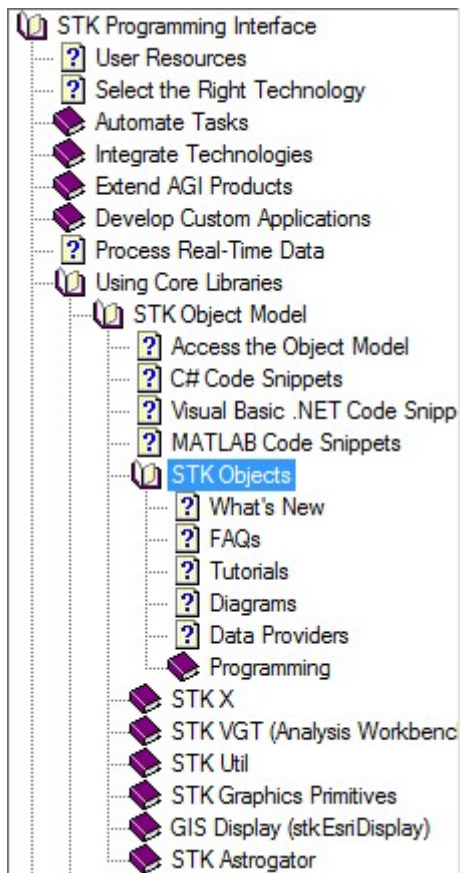 STK Programming Interface
User Resources
Select the Right Technology
Automate Tasks
Integrate Technologies
Extend AGI Products
Develop Custom Applications
Process Real-Time Data
Using Core Libraries
STK Object Model
Access the Object Model
C# Code Snippets
Visual Basic .NET Code Snipp
MATLAB Code Snippets
STK Objects
What's New
FAQs
Tutorials
Diagrams
Data Providers
Programming
STK X
STK VGT (Analysis Workbenc
STK Util
STK Graphics Primitives
GIS Display (stkEsriDisplay)
STK Astrogator